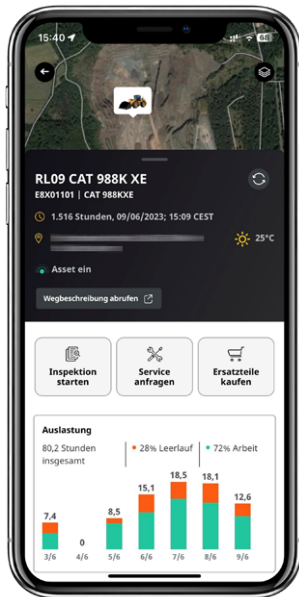 15:40
68
RL09 CAT 988K XE
E8X01101 | CAT 988KXE
1.516 Stunden, 09/06/2023; 15:09 CEST
25°C
Asset ein
Wegbeschreibung abrufen
Inspektion
starten
Service
anfragen
Ersatzteile
kaufen
Auslastung
80,2 Stunden
insgesamt
28% Leerlauf
72% Arbeit
7,4
0
8,5
15,1
18,5
18,1
12,6
3/6
4/6
5/6
6/6
7/6
8/6
9/6